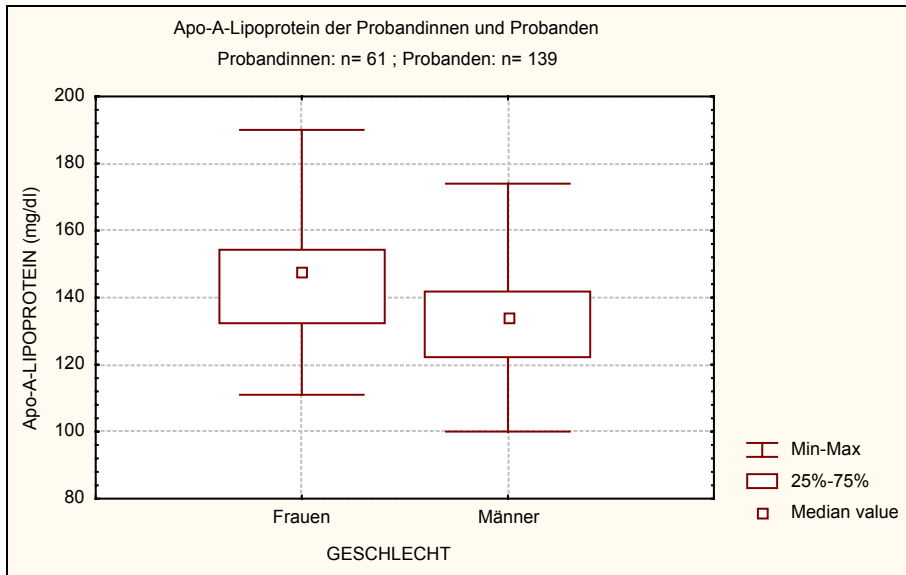 Apo-A-Lipoprotein der Probandinnen und Probanden
Probandinnen: n= 61 ; Probanden: n= 139
Apo-A-LIPOPROTEIN (mg/dl)
200
180
160
140
120
100
80
Frauen Männer
GESCHLECHT
Min-Max
25%-75%
Median value